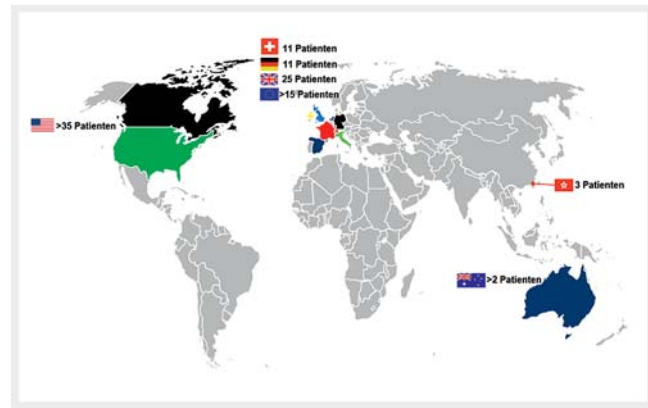 11 Patienten
11 Patienten
25 Patienten
>15 Patienten
>35 Patienten
3 Patienten
>2 Patienten